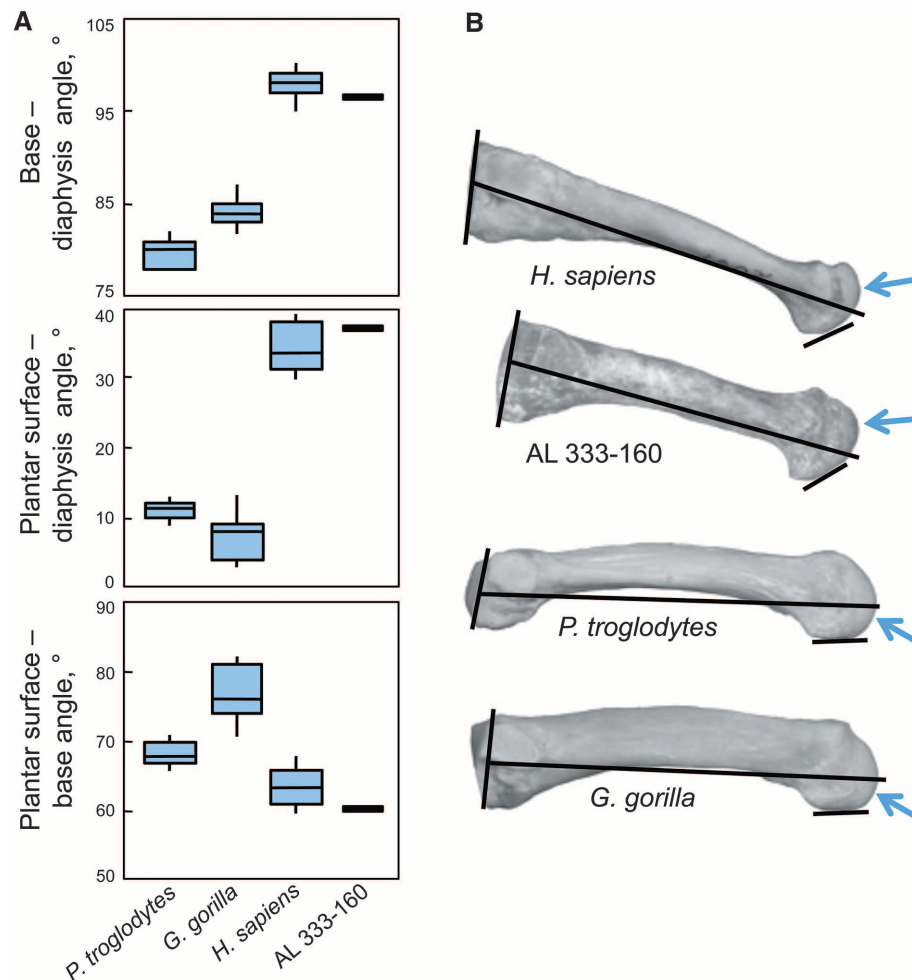 A
Base –
diaphysis angle, °
105
95
85
75
Plantar surface –
diaphysis angle, °
40
30
20
10
0
Plantar surface –
base angle, °
90
80
70
60
50
P. troglodytes
G. gorilla
H. sapiens
AL 333-160
B
H. sapiens
AL 333-160
P. troglodytes
G. gorilla